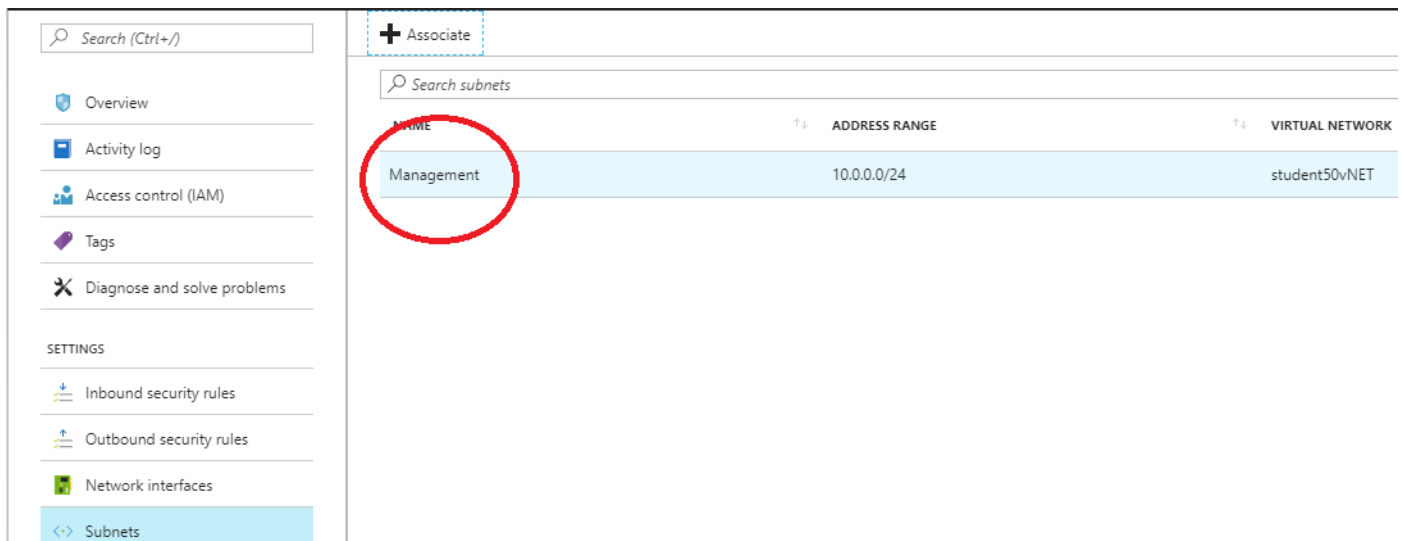 Search (Ctrl+/)
Overview
Activity log
Access control (IAM)
Tags
Diagnose and solve problems
SETTINGS
Inbound security rules
Outbound security rules
Network interfaces
Subnets
Associate
Search subnets
NAME ADDRESS RANGE VIRTUAL NETWORK
Management 10.0.0.0/24 student50vNET